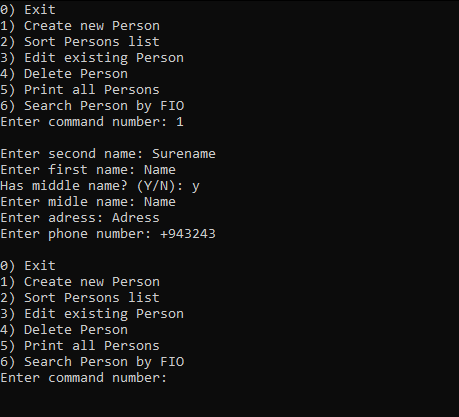 0) Exit
1) Create new Person
2) Sort Persons list
3) Edit existing Person
4) Delete Person
5) Print all Persons
6) Search Person by FIO
Enter command number: 1
Enter second name: Surename
Enter first name: Name
Has middle name? (Y/N): y
Enter midle name: Name
Enter adress: Adress
Enter phone number: +943243
0) Exit
1) Create new Person
2) Sort Persons list
3) Edit existing Person
4) Delete Person
5) Print all Persons
6) Search Person by FIO
Enter command number: